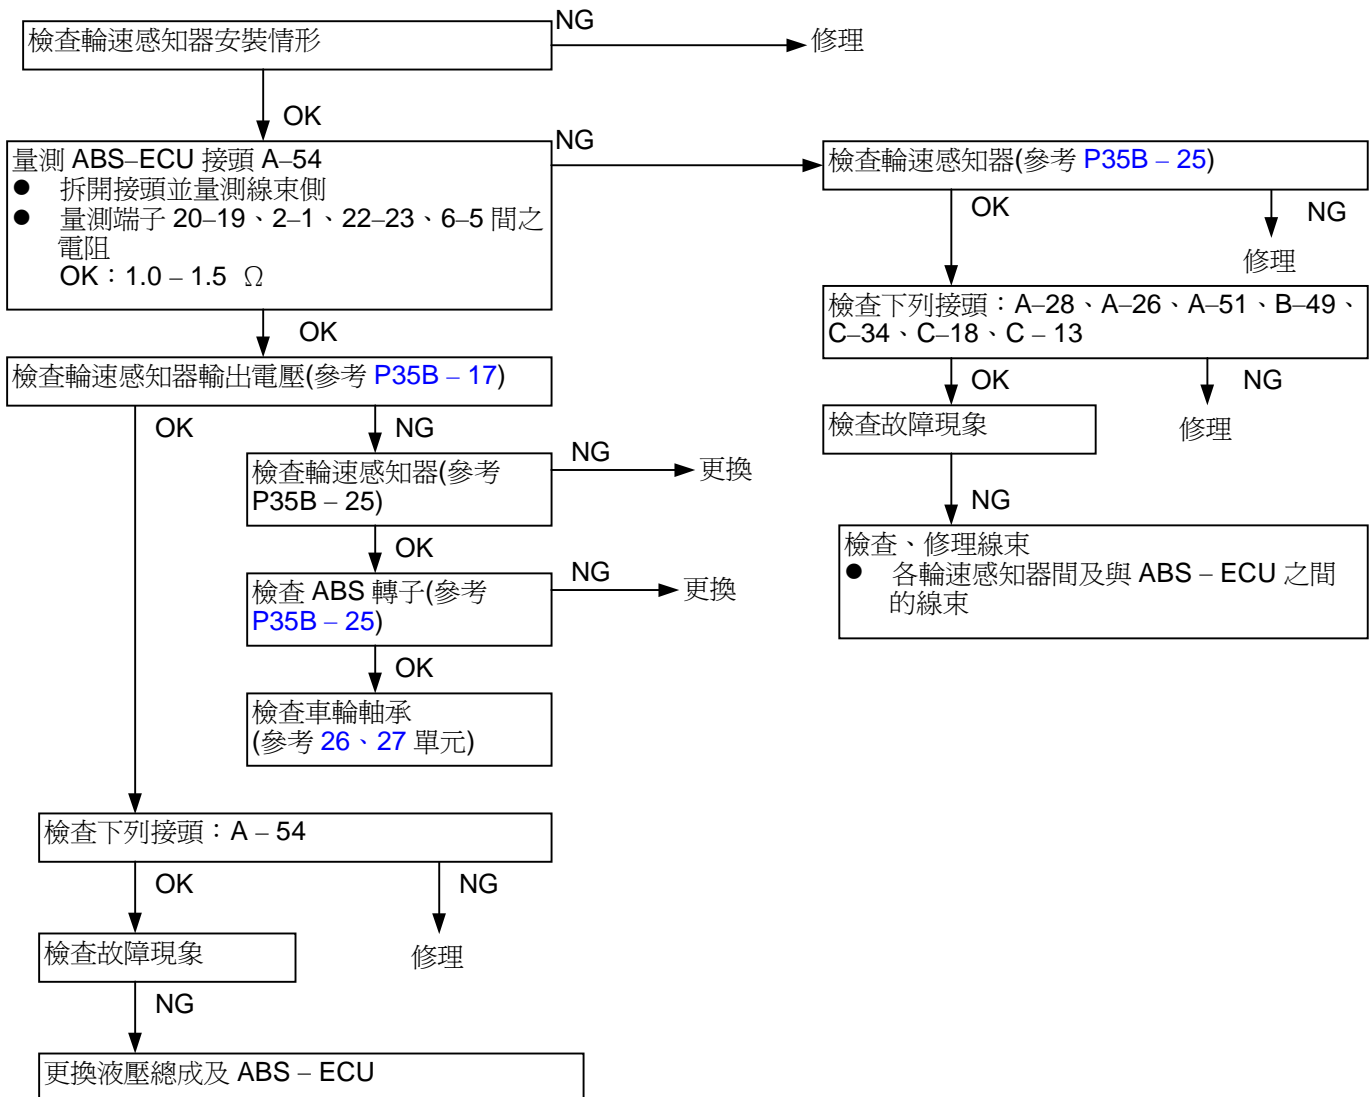 檢查輪速感知器安裝情形
NG
修理
OK
量測 ABS–ECU 接頭 A–54
● 拆開接頭並量測線束側
● 量測端子 20–19、2–1、22–23、6–5 間之
電阻
OK：1.0 – 1.5 Ω
NG
檢查輪速感知器(參考 P35B – 25)
OK
NG
修理
檢查下列接頭：A–28、A–26、A–51、B–49、
C–34、C–18、C – 13
OK
NG
修理
檢查故障現象
NG
檢查、修理線束
● 各輪速感知器間及與 ABS – ECU 之間
的線束
OK
檢查輪速感知器輸出電壓(參考 P35B – 17)
OK
NG
檢查輪速感知器(參考
P35B – 25)
NG
更換
OK
檢查 ABS 轉子(參考
P35B – 25)
NG
更換
OK
檢查車輪軸承
(參考 26、27 單元)
檢查下列接頭：A – 54
OK
NG
修理
檢查故障現象
NG
更換液壓總成及 ABS – ECU